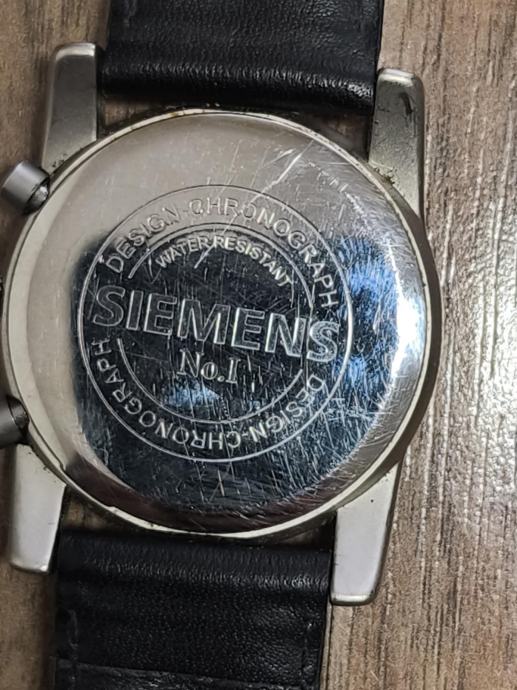 DESIGN-CHRONOGRAPH
WATER RESISTANT
SIEMENS
No.1
DESIGN-CHRONOGRAPH